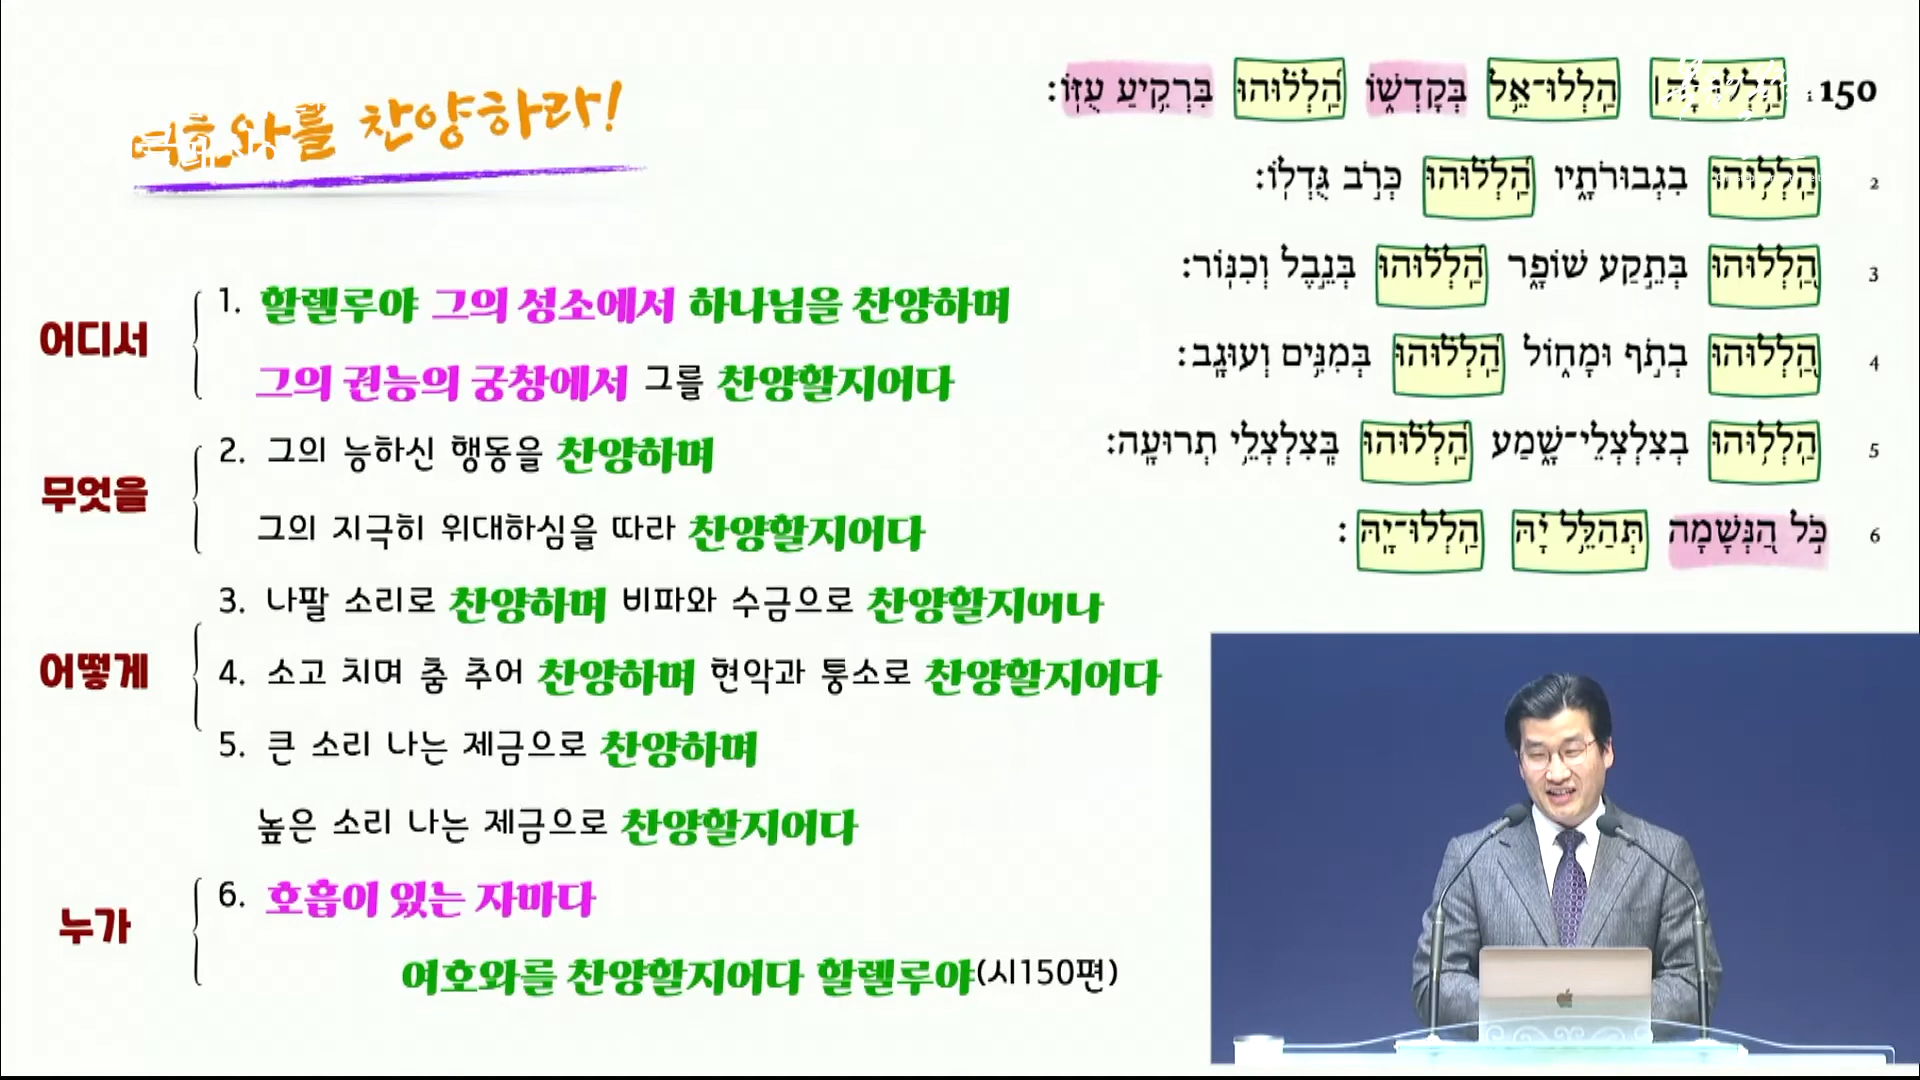 여호와를 찬양하라!
어디서
1. 할렐루야 그의 성소에서 하나님을 찬양하며
그의 권능의 궁창에서 그를 찬양할지어다
무엇을
2. 그의 능하신 행동을 찬양하며
그의 지극히 위대하심을 따라 찬양할지어다
어떻게
3. 나팔 소리로 찬양하며 비파와 수금으로 찬양할지어다
4. 소고 치며 춤 추어 찬양하며 현악과 퉁소로 찬양할지어다
5. 큰 소리 나는 제금으로 찬양하며
높은 소리 나는 제금으로 찬양할지어다
누가
6. 호흡이 있는 자마다
여호와를 찬양할지어다 할렐루야(시150편)
150 הַ֥לְלוּ יָ֨הּ׀ הַֽלְלוּ־אֵ֥ל בְּקָדְשׁ֑וֹ הַֽ֝לְל֗וּהוּ בִּרְקִ֥יעַ עֻזּֽוֹ׃
2 הַֽלְל֥וּהוּ בִגְבוּרֹתָ֑יו הַֽ֝לְל֗וּהוּ כְּרֹ֣ב גֻּדְלֽוֹ׃
3 הַֽ֭לְלוּהוּ בְּתֵ֣קַע שׁוֹפָ֑ר הַֽ֝לְל֗וּהוּ בְּנֵ֣בֶל וְכִנּֽוֹר׃
4 הַֽ֭לְלוּהוּ בְתֹ֣ף וּמָח֑וֹל הַֽ֝לְל֗וּהוּ בְּמִנִּ֥ים וְעוּגָֽב׃
5 הַֽלְל֥וּהוּ בְצִלְצְלֵי־שָׁ֑מַע הַֽ֝לְל֗וּהוּ בְּֽצִלְצְלֵ֥י תְרוּעָֽה׃
6 כֹּ֣ל הַ֭נְּשָׁמָה תְּהַלֵּ֥ל יָ֗הּ הַֽלְלוּ־יָֽהּ׃